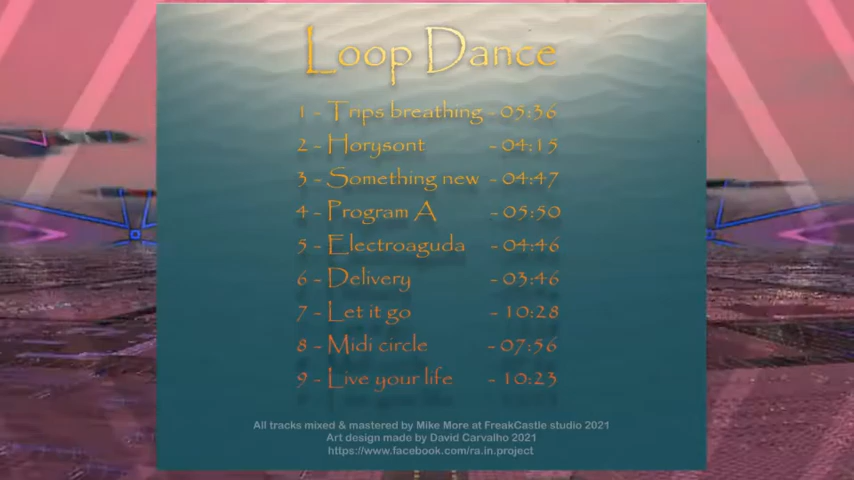 Loop Dance
1 - Trips breathing - 05:36
2 - Horysont - 04:15
3 - Something new - 04:47
4 - Program A - 05:50
5 - Electroaguda - 04:46
6 - Delivery - 03:46
7 - Let it go - 10:28
8 - Midi circle - 07:56
9 - Live your life - 10:23
All tracks mixed & mastered by Mike More at FreakCastle studio 2021
Art design made by David Carvalho 2021
https://www.facebook.com/ra.in.project